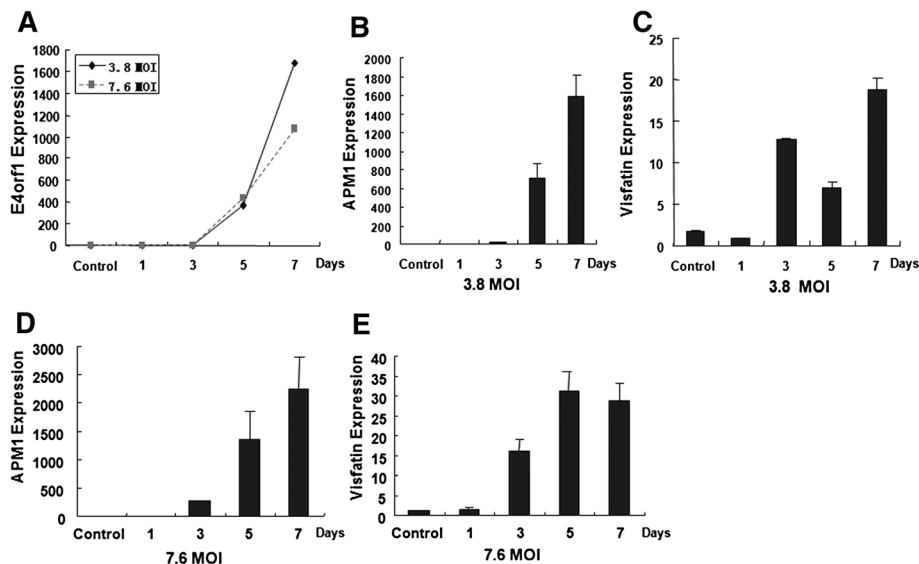 A
E4orf1 Expression
1800
1600
1400
1200
1000
800
600
400
200
0
3.8 MOI
7.6 MOI
Control 1 3 5 7 Days
B
APM1 Expression
2000
1800
1600
1400
1200
1000
800
600
400
200
0
Control 1 3 5 7 Days
3.8 MOI
C
Visfatin Expression
25
20
15
10
5
0
Control 1 3 5 7 Days
3.8 MOI
D
APM1 Expression
3000
2500
2000
1500
1000
500
0
Control 1 3 5 7 Days
7.6 MOI
E
Visfatin Expression
40
35
30
25
20
15
10
5
0
Control 1 3 5 7 Days
7.6 MOI